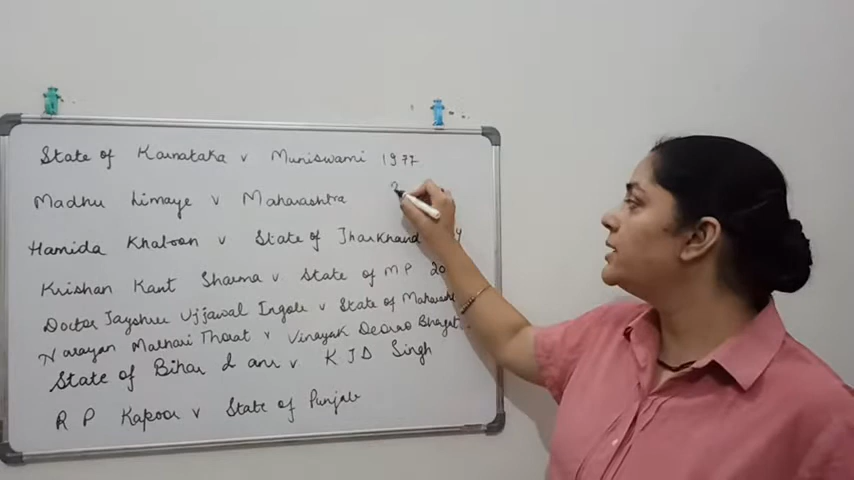 State of Karnataka v Muniswami 1977
Madhu Limaye v Maharashtra
Hamida Khatoon v State of Jharkhand
Krishan Kant Sharma v State of M P 20
Doctor Jayshree Ujjawal Ingole v State of
Narayan Malhari Thorat v Vinayak Deorao Bhagat
State of Bihar & anr v K J D Singh
R P Kapoor v State of Punjab